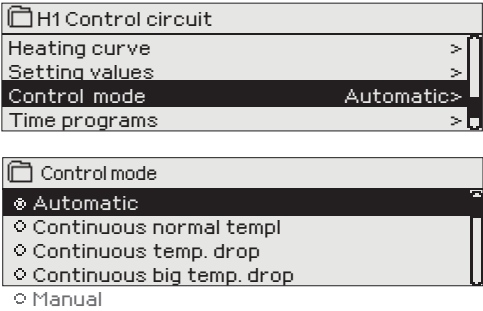 H1 Control circuit
Heating curve >
Setting values >
Control mode Automatic>
Time programs >
Control mode
Automatic
Continuous normal templ
Continuous temp. drop
Continuous big temp. drop
Manual